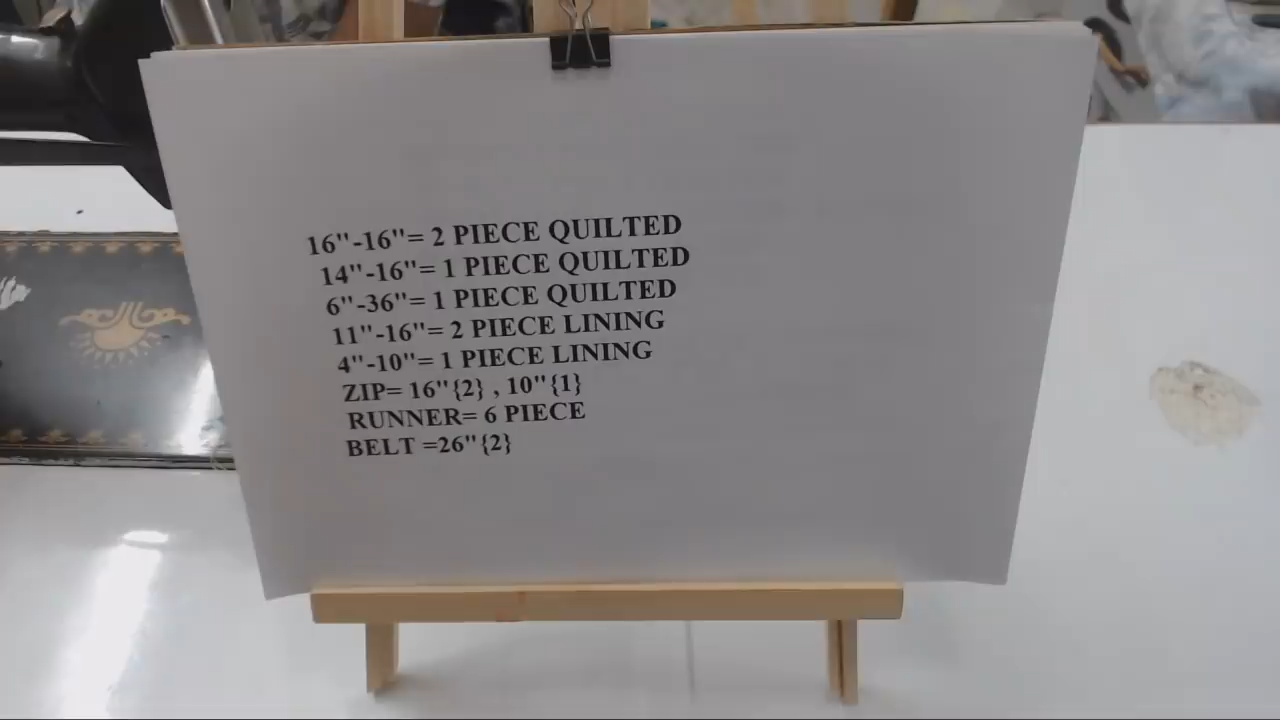 16"-16"= 2 PIECE QUILTED
14"-16"= 1 PIECE QUILTED
6"-36"= 1 PIECE QUILTED
11"-16"= 2 PIECE LINING
4"-10"= 1 PIECE LINING
ZIP= 16"{2} , 10"{1}
RUNNER= 6 PIECE
BELT =26"{2}